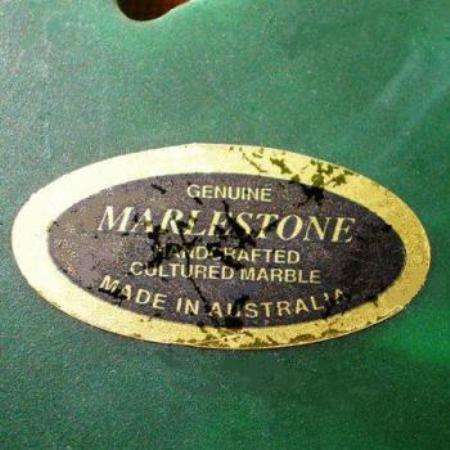 GENUINE
MARLESTONE
HANDCRAFTED
CULTURED MARBLE
MADE IN AUSTRALIA